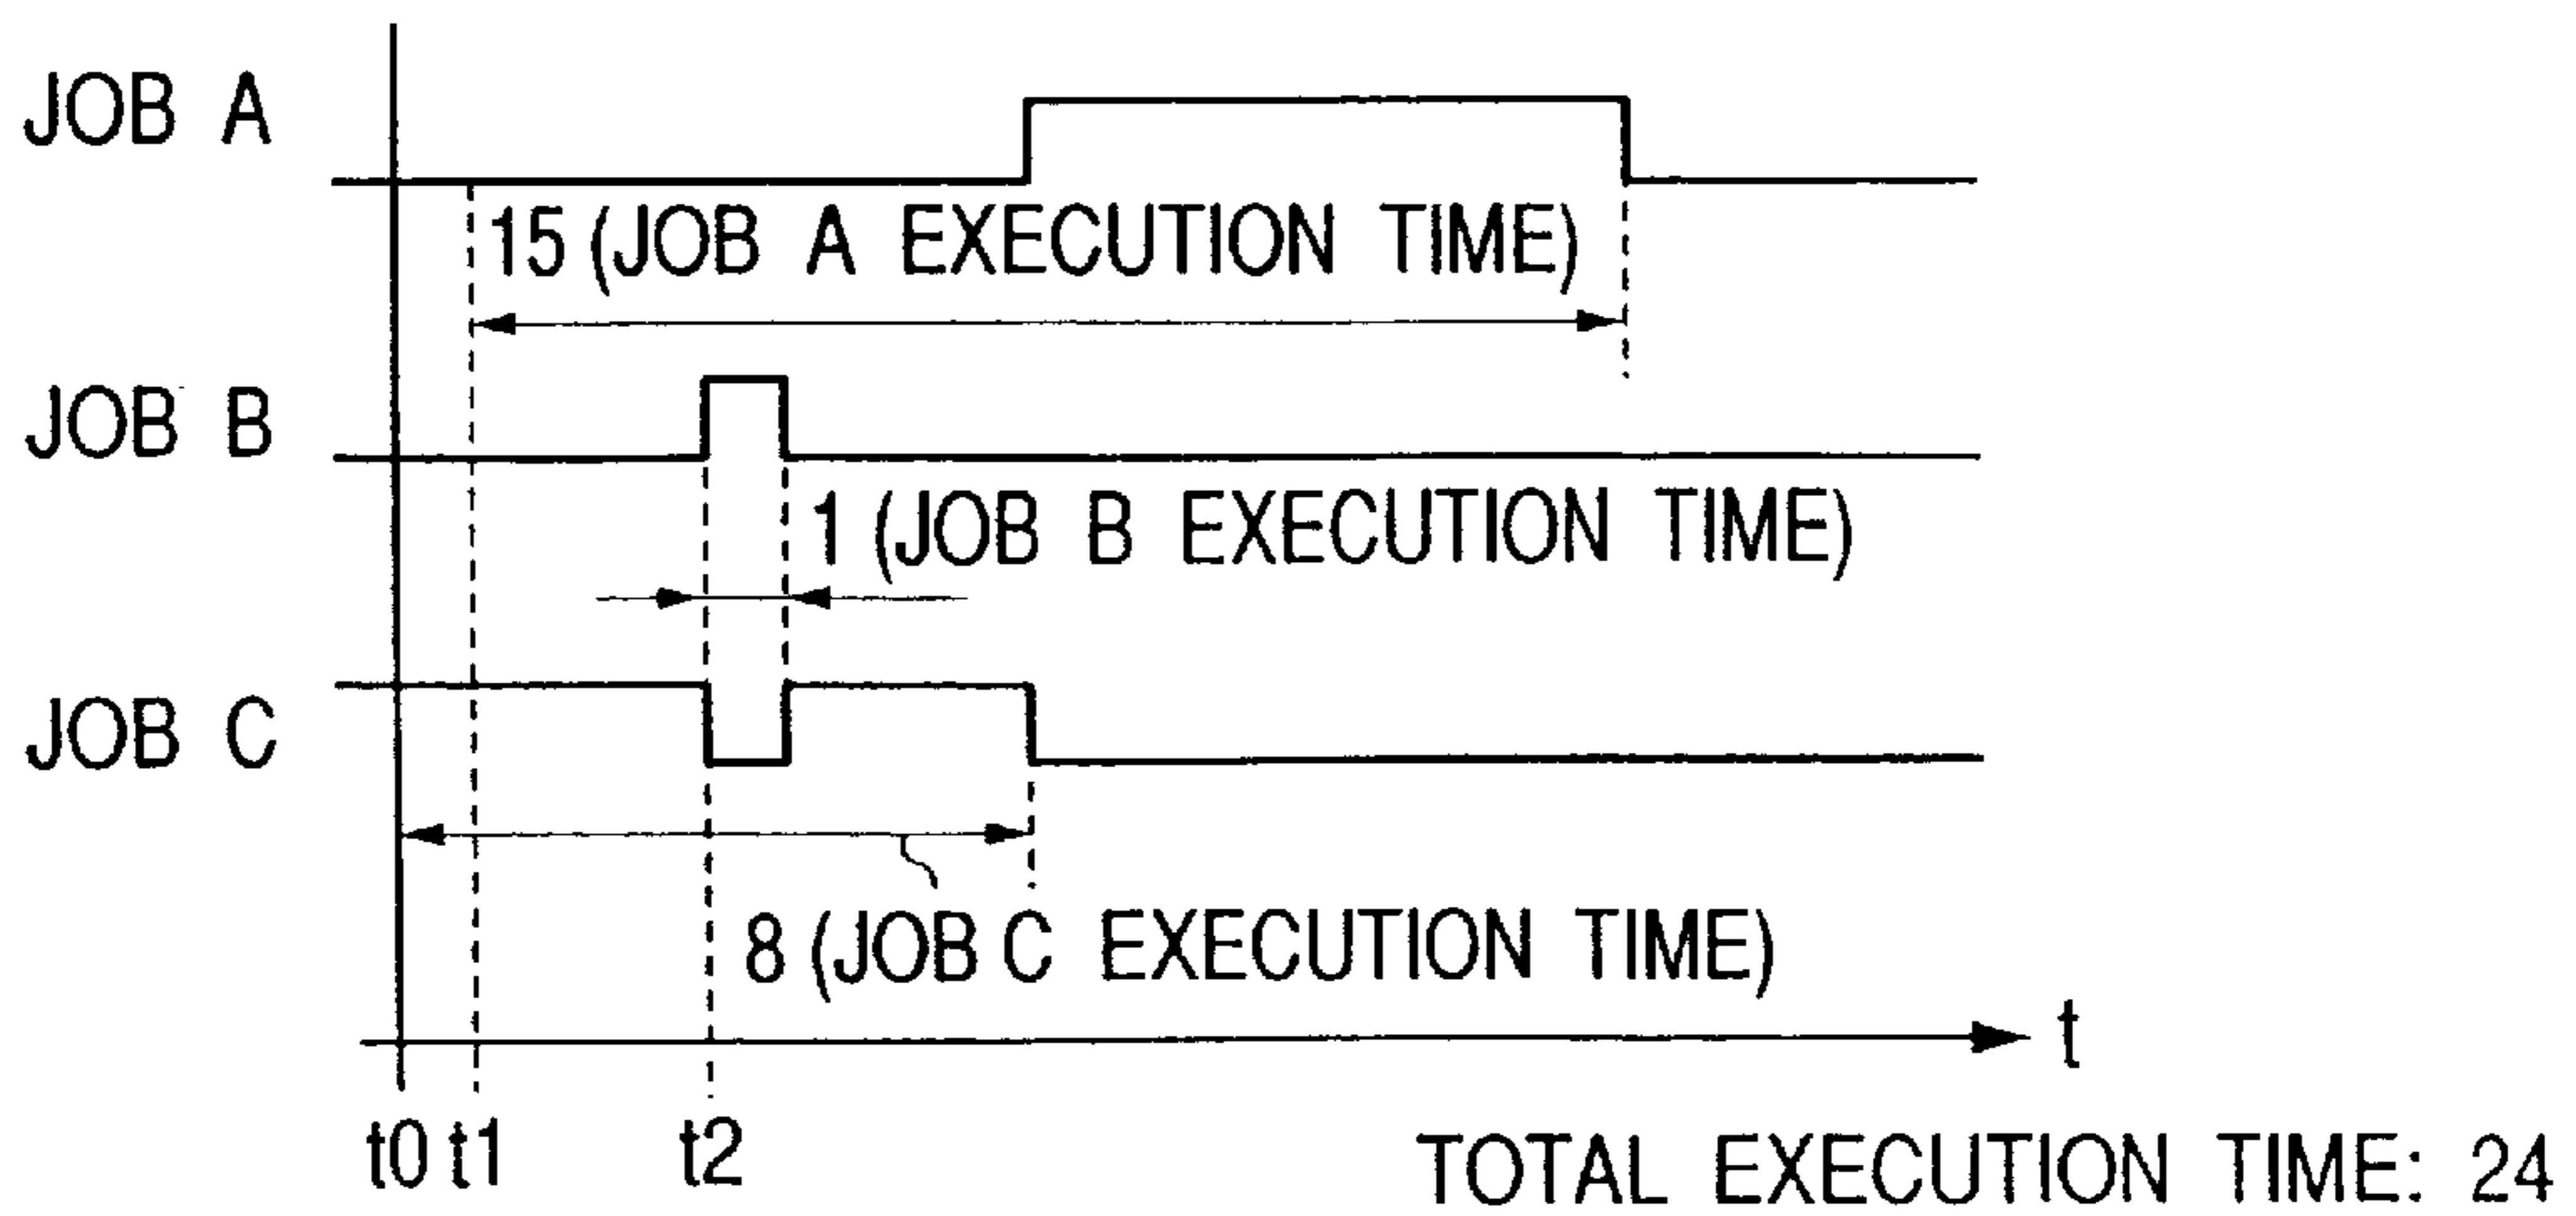 JOB A
15 (JOB A EXECUTION TIME)
JOB B
1 (JOB B EXECUTION TIME)
JOB C
8 (JOB C EXECUTION TIME)
t
t0 t1 t2
TOTAL EXECUTION TIME: 24